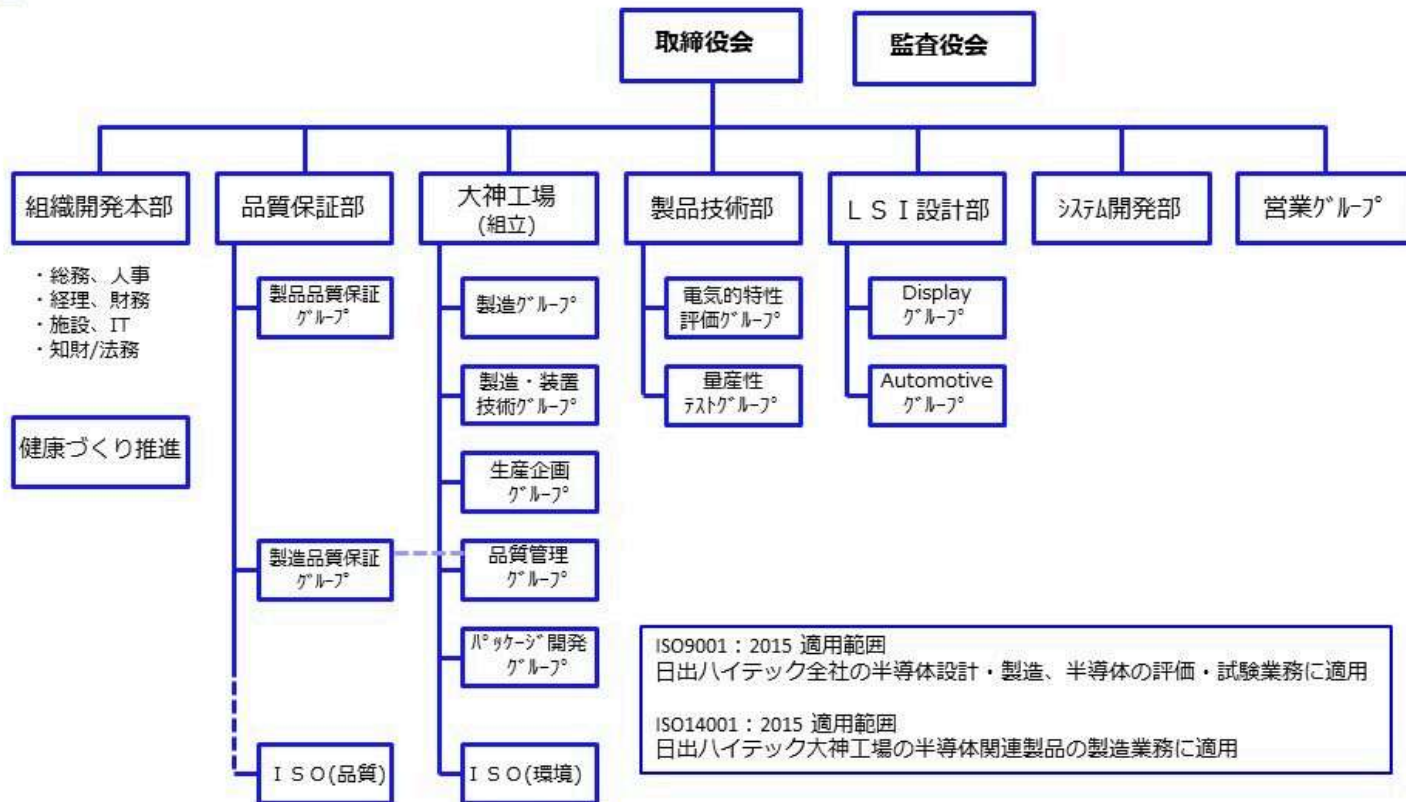 取締役会
監査役会
組織開発本部
・総務、人事
・経理、財務
・施設、IT
・知財/法務
健康づくり推進
品質保証部
製品品質保証
ｸﾞﾙｰﾌﾟ
製造品質保証
ｸﾞﾙｰﾌﾟ
ＩＳＯ(品質)
大神工場
(組立)
製造ｸﾞﾙｰﾌﾟ
製造・装置
技術ｸﾞﾙｰﾌﾟ
生産企画
ｸﾞﾙｰﾌﾟ
品質管理
ｸﾞﾙｰﾌﾟ
ﾊﾟｯｹｰｼﾞ開発
ｸﾞﾙｰﾌﾟ
ＩＳＯ(環境)
製品技術部
電気的特性
評価ｸﾞﾙｰﾌﾟ
量産性
ﾃｽﾄｸﾞﾙｰﾌﾟ
ＬＳＩ設計部
Display
ｸﾞﾙｰﾌﾟ
Automotive
ｸﾞﾙｰﾌﾟ
ｼｽﾃﾑ開発部
営業ｸﾞﾙｰﾌﾟ
ISO9001：2015 適用範囲
日出ハイテック全社の半導体設計・製造、半導体の評価・試験業務に適用
ISO14001：2015 適用範囲
日出ハイテック大神工場の半導体関連製品の製造業務に適用